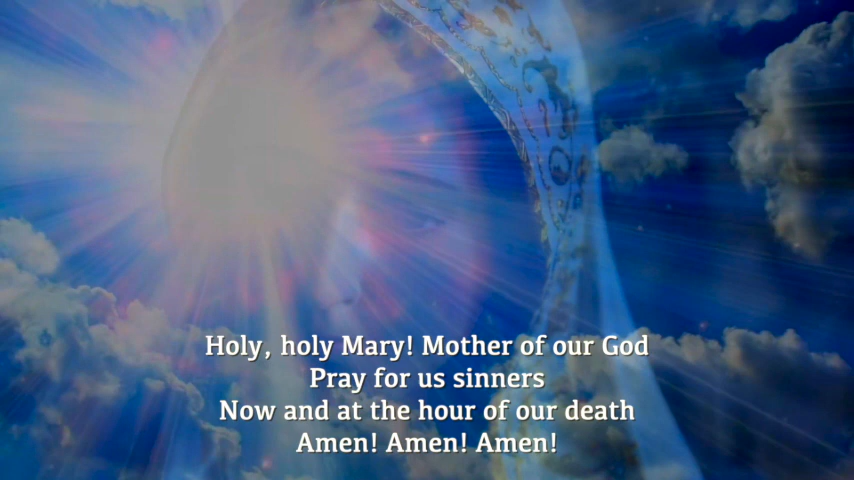 Holy, holy Mary! Mother of our God
Pray for us sinners
Now and at the hour of our death
Amen! Amen! Amen!